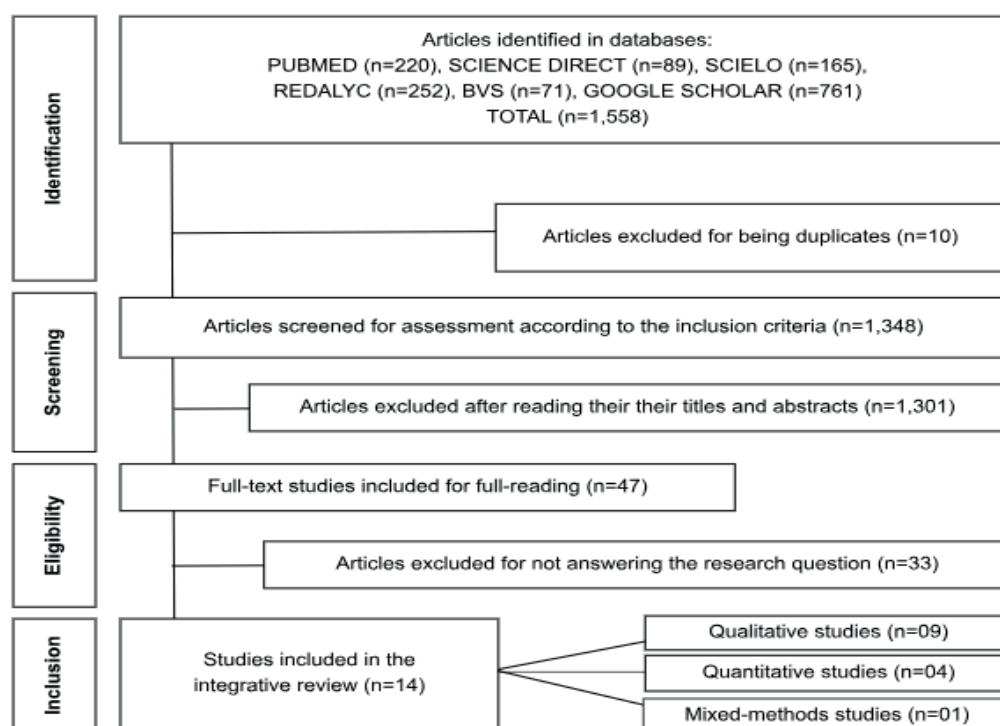 Identification
Articles identified in databases:
PUBMED (n=220), SCIENCE DIRECT (n=89), SCIELO (n=165),
REDALYC (n=252), BVS (n=71), GOOGLE SCHOLAR (n=761)
TOTAL (n=1,558)
Articles excluded for being duplicates (n=10)
Screening
Articles screened for assessment according to the inclusion criteria (n=1,348)
Articles excluded after reading their their titles and abstracts (n=1,301)
Eligibility
Full-text studies included for full-reading (n=47)
Articles excluded for not answering the research question (n=33)
Inclusion
Studies included in the
integrative review (n=14)
Qualitative studies (n=09)
Quantitative studies (n=04)
Mixed-methods studies (n=01)